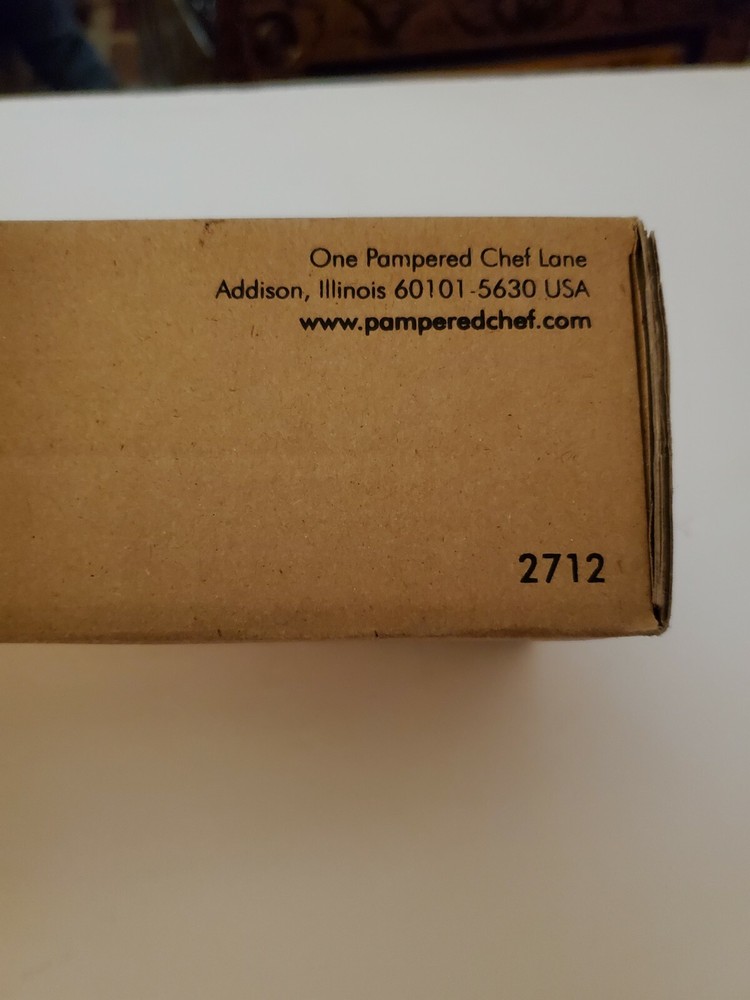 One Pampered Chef Lane
Addison, Illinois 60101-5630 USA
www.pamperedchef.com
2712